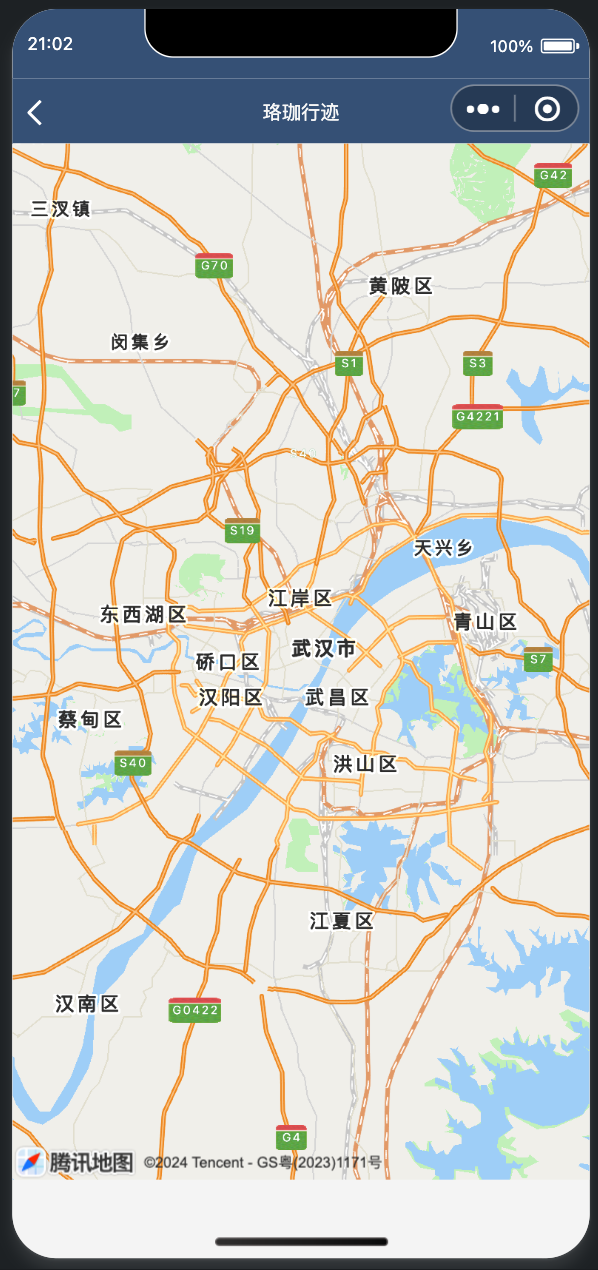 21:02
100%
珞珈行迹
G42
三汊镇
G70
黄陂区
闵集乡
S1
S3
7
G4221
S19
天兴乡
江岸区
东西湖区
青山区
武汉市
硚口区
S7
汉阳区
武昌区
蔡甸区
S40
洪山区
江夏区
汉南区
G0422
G4
腾讯地图
©2024 Tencent - GS粤(2023)1171号